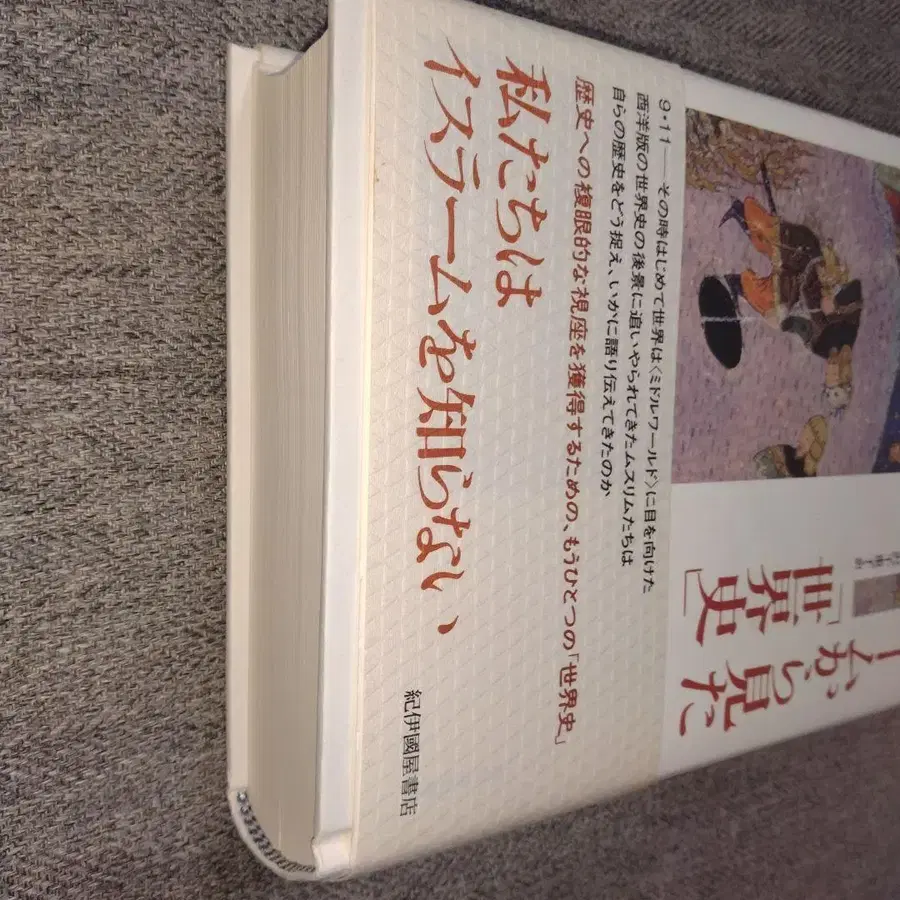 ーから見た
「世界史」
9・11――その時はじめて世界は〈ミドルワールド〉に目を向けた
西洋版の世界史の後景に追いやられてきたムスリムたちは
自らの歴史をどう捉え、いかに語り伝えてきたのか
歴史への複眼的な視座を獲得するための、もうひとつの「世界史」
私たちは
イスラームを知らない
紀伊國屋書店